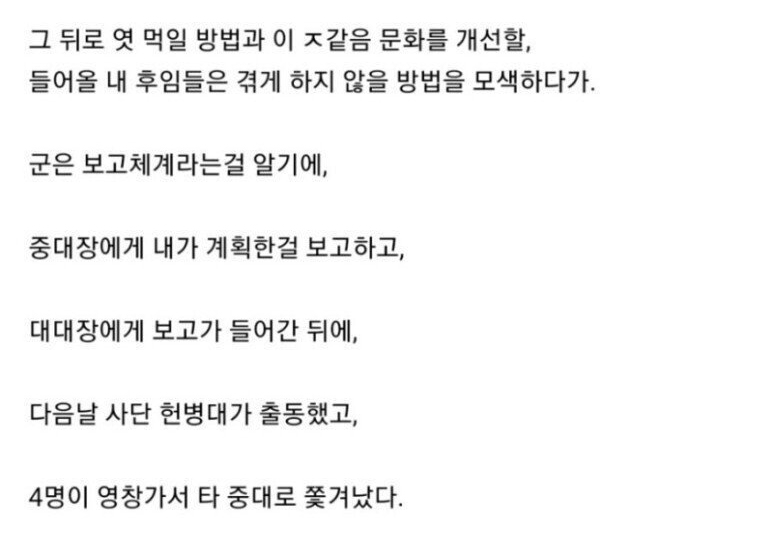 그 뒤로 엿 먹일 방법과 이 ㅈ같음 문화를 개선할,
들어올 내 후임들은 겪게 하지 않을 방법을 모색하다가.
군은 보고체계라는걸 알기에,
중대장에게 내가 계획한걸 보고하고,
대대장에게 보고가 들어간 뒤에,
다음날 사단 헌병대가 출동했고,
4명이 영창가서 타 중대로 쫓겨났다.